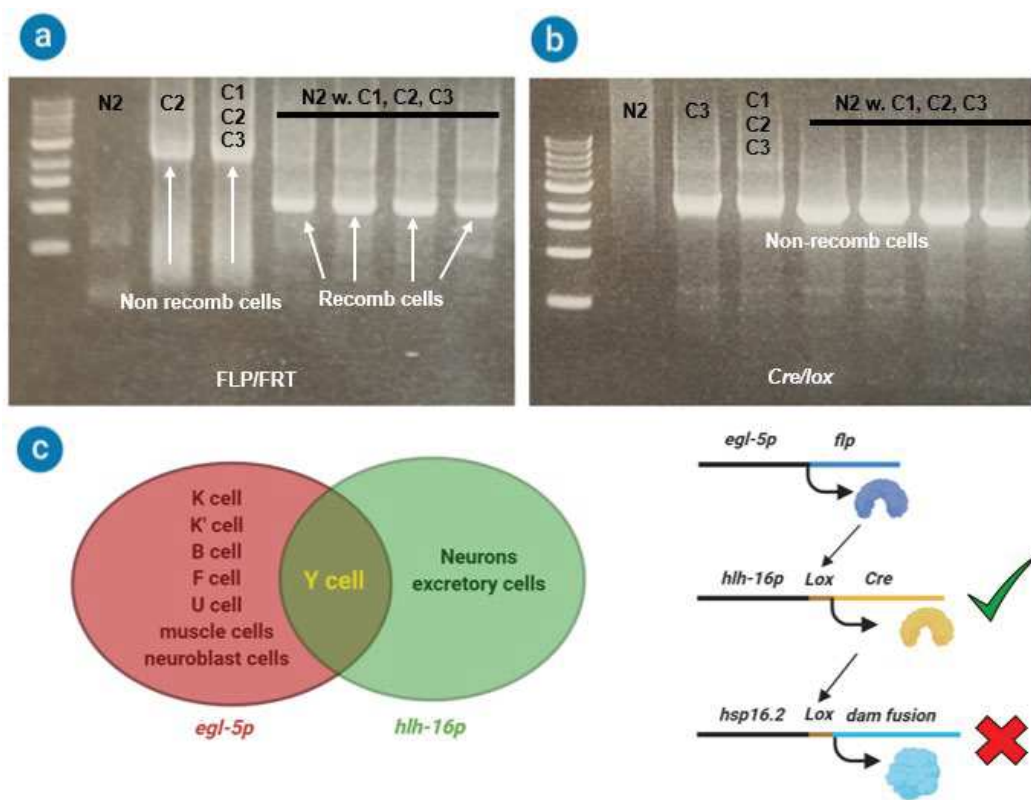 a
N2
C2
C1
C2
C3
N2 w. C1, C2, C3
Non recomb cells
Recomb cells
FLP/FRT
b
N2
C3
C1
C2
C3
N2 w. C1, C2, C3
Non-recomb cells
Cre/lox
c
K cell
K' cell
B cell
F cell
U cell
muscle cells
neuroblast cells
Y cell
Neurons
excretory cells
egl-5p
hlh-16p
egl-5p flp
hlh-16p Lox Cre
hsp16.2 Lox dam fusion